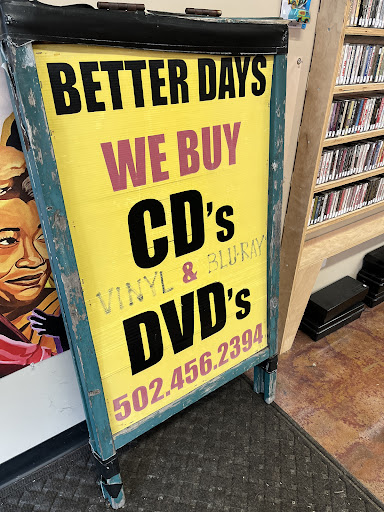 BETTER DAYS
WE BUY
CD's
VINYL & BLU-RAY
DVD's
502.456.2394